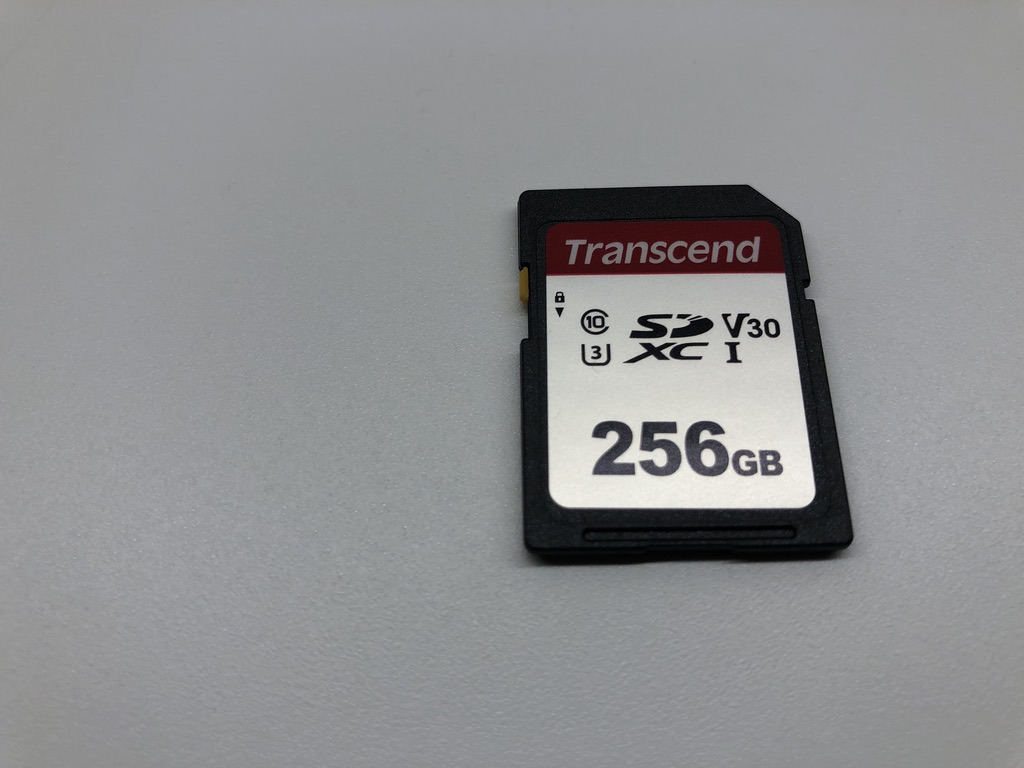 Transcend
10 SD V30
3 XC I
256GB